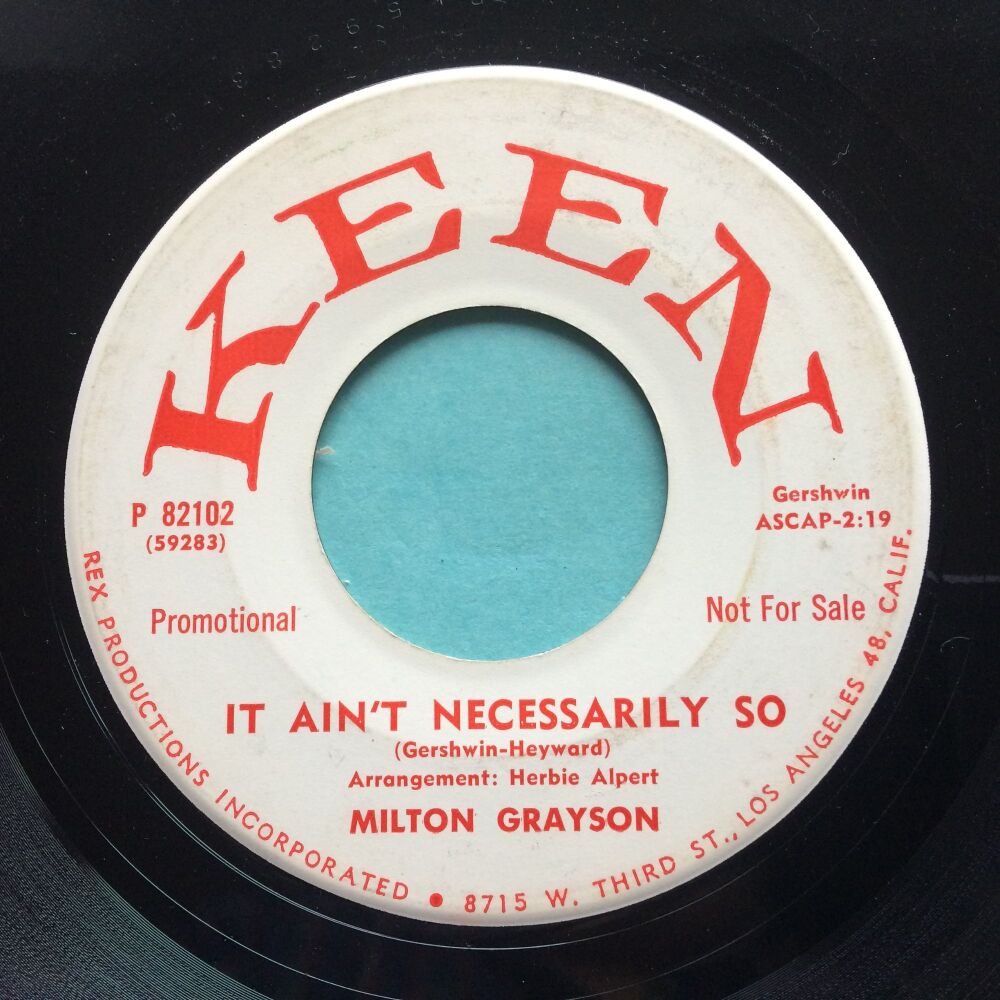 KEEN
P 82102
(59283)
Gershwin
ASCAP-2:19
Promotional
Not For Sale
IT AIN'T NECESSARILY SO
(Gershwin-Heyward)
Arrangement: Herbie Alpert
MILTON GRAYSON
REX PRODUCTIONS INCORPORATED • 8715 W. THIRD ST., LOS ANGELES 48, CALIF.